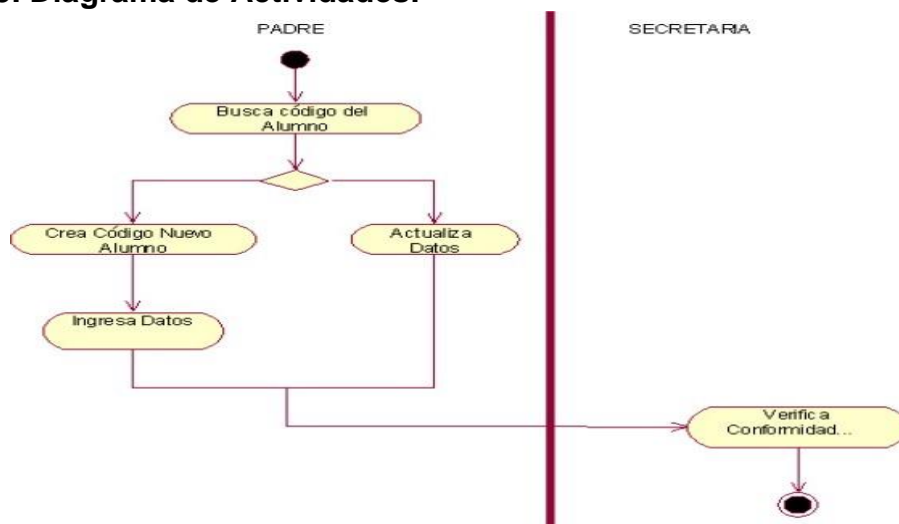 Diagrama de Actividades:
PADRE
SECRETARIA
Busca código del
Alumno
Crea Código Nuevo
Alumno
Actualiza
Datos
Ingresa Datos
Verifica
Conformidad...